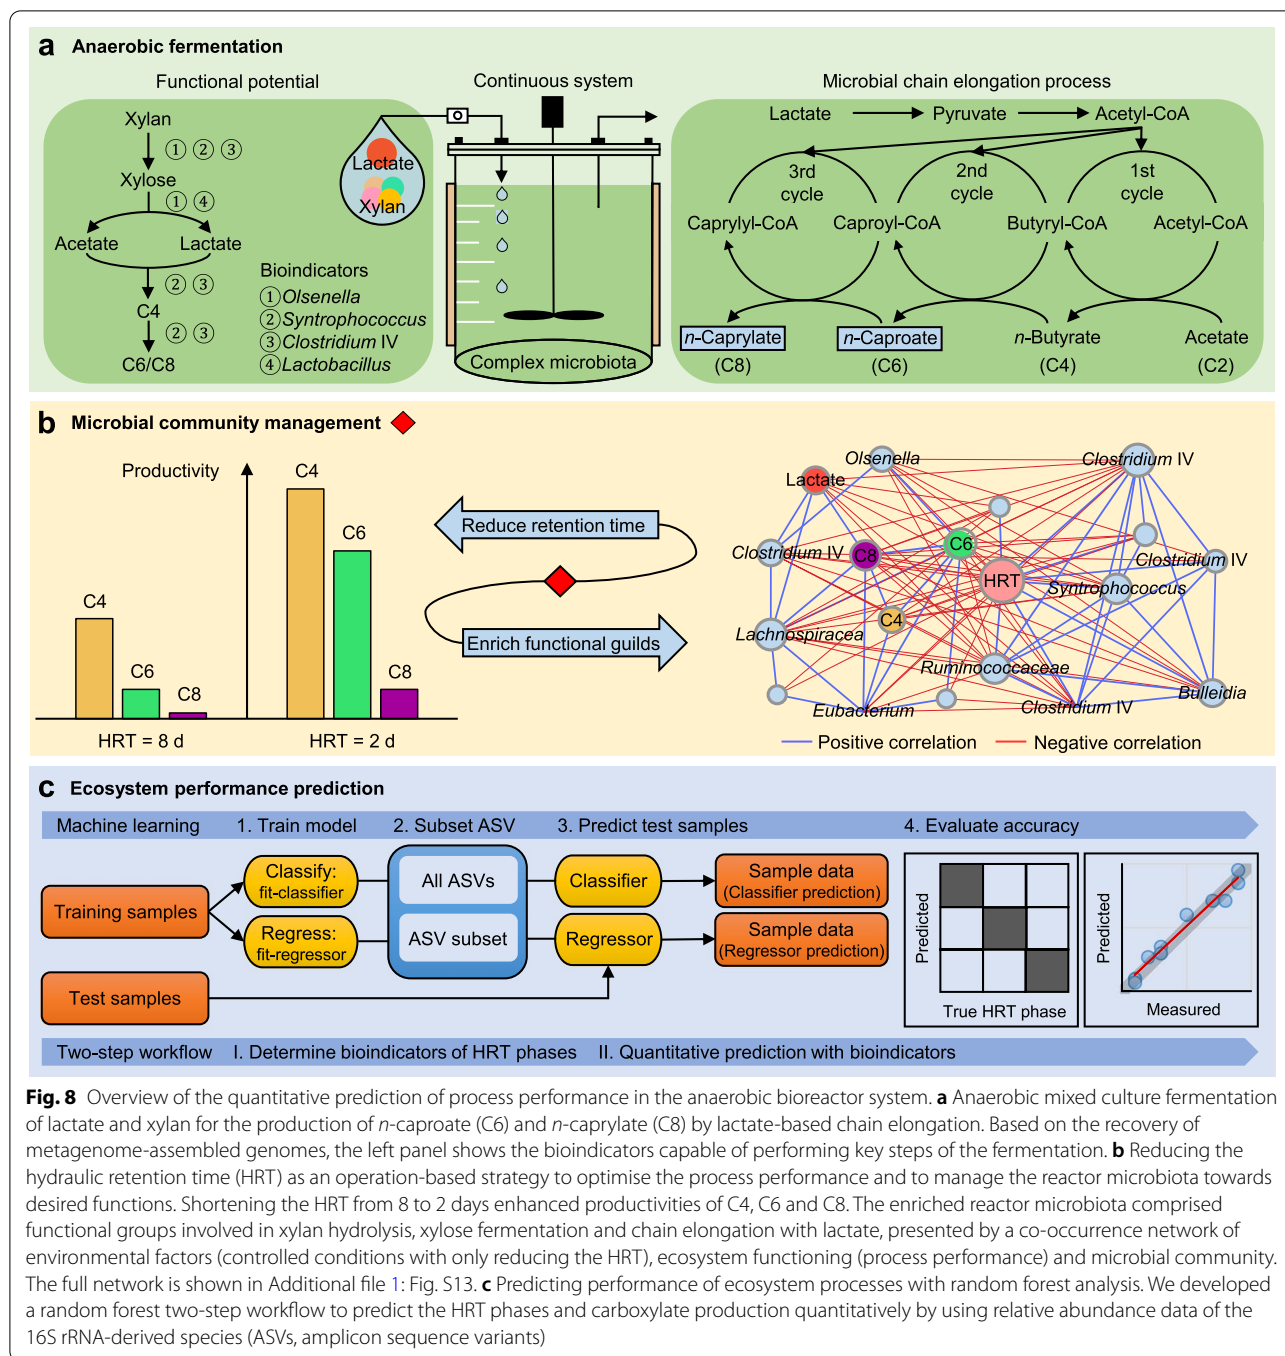 a Anaerobic fermentation
Functional potential
Continuous system
Microbial chain elongation process
Xylan
① ② ③
Xylose
① ④
Acetate
Lactate
② ③
C4
② ③
C6/C8
Bioindicators
① Olsenella
② Syntrophococcus
③ Clostridium IV
④ Lactobacillus
Lactate
Xylan
Complex microbiota
Lactate
Pyruvate
Acetyl-CoA
3rd
cycle
2nd
cycle
1st
cycle
Caprylyl-CoA
Caproyl-CoA
Butyryl-CoA
Acetyl-CoA
n-Caprylate
n-Caproate
n-Butyrate
Acetate
(C8)
(C6)
(C4)
(C2)
b Microbial community management
Productivity
C4
C6
C8
C4
C6
C8
HRT = 8 d
HRT = 2 d
Reduce retention time
Enrich functional guilds
Olsenella
Clostridium IV
Lactate
Clostridium IV
C8
C6
Clostridium IV
HRT
Syntrophococcus
C4
Lachnospiracea
Ruminococcaceae
Bulleidia
Eubacterium
Clostridium IV
Positive correlation
Negative correlation
c Ecosystem performance prediction
Machine learning
1. Train model
2. Subset ASV
3. Predict test samples
4. Evaluate accuracy
Training samples
Classify:
fit-classifier
Regress:
fit-regressor
All ASVs
ASV subset
Classifier
Regressor
Sample data
(Classifier prediction)
Sample data
(Regressor prediction)
Test samples
Predicted
True HRT phase
Predicted
Measured
Two-step workflow
I. Determine bioindicators of HRT phases
II. Quantitative prediction with bioindicators
Fig. 8 Overview of the quantitative prediction of process performance in the anaerobic bioreactor system. a Anaerobic mixed culture fermentation
of lactate and xylan for the production of n-caproate (C6) and n-caprylate (C8) by lactate-based chain elongation. Based on the recovery of
metagenome-assembled genomes, the left panel shows the bioindicators capable of performing key steps of the fermentation. b Reducing the
hydraulic retention time (HRT) as an operation-based strategy to optimise the process performance and to manage the reactor microbiota towards
desired functions. Shortening the HRT from 8 to 2 days enhanced productivities of C4, C6 and C8. The enriched reactor microbiota comprised
functional groups involved in xylan hydrolysis, xylose fermentation and chain elongation with lactate, presented by a co-occurrence network of
environmental factors (controlled conditions with only reducing the HRT), ecosystem functioning (process performance) and microbial community.
The full network is shown in Additional file 1: Fig. S13. c Predicting performance of ecosystem processes with random forest analysis. We developed
a random forest two-step workflow to predict the HRT phases and carboxylate production quantitatively by using relative abundance data of the
16S rRNA-derived species (ASVs, amplicon sequence variants)